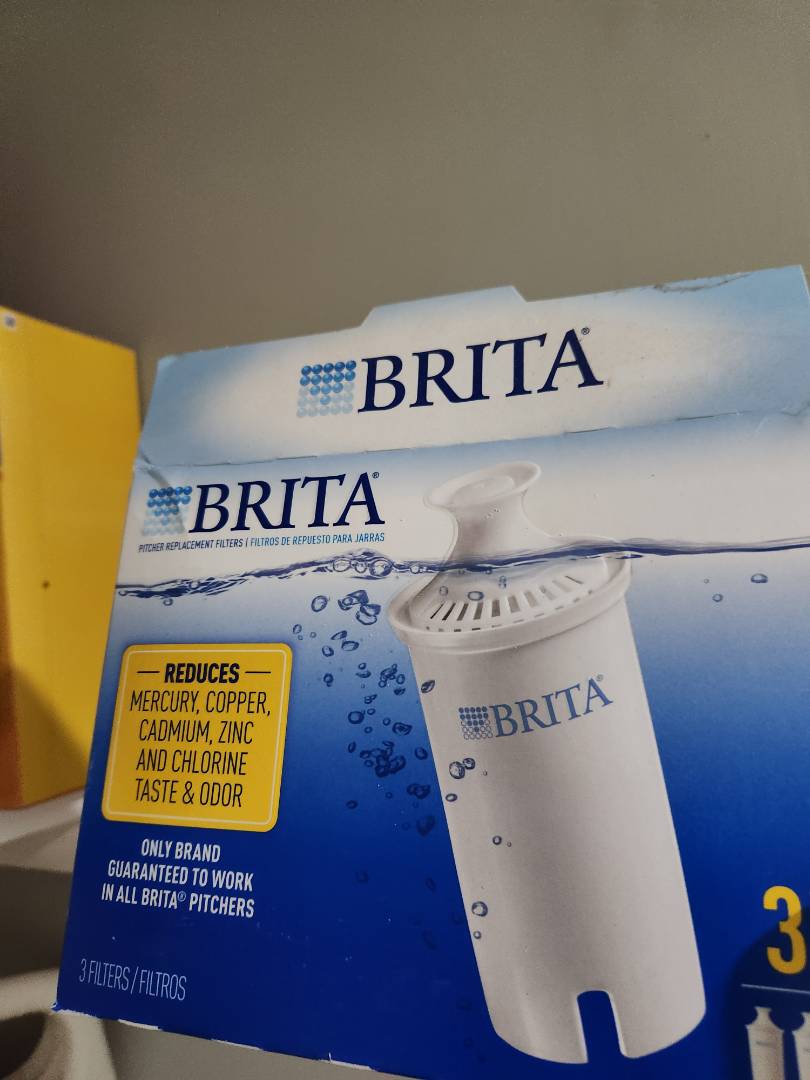 BRITA®
BRITA®
PITCHER REPLACEMENT FILTERS | FILTROS DE REPUESTO PARA JARRAS
REDUCES
MERCURY, COPPER,
CADMIUM, ZINC
AND CHLORINE
TASTE & ODOR
BRITA®
ONLY BRAND
GUARANTEED TO WORK
IN ALL BRITA® PITCHERS
3 FILTERS / FILTROS
3